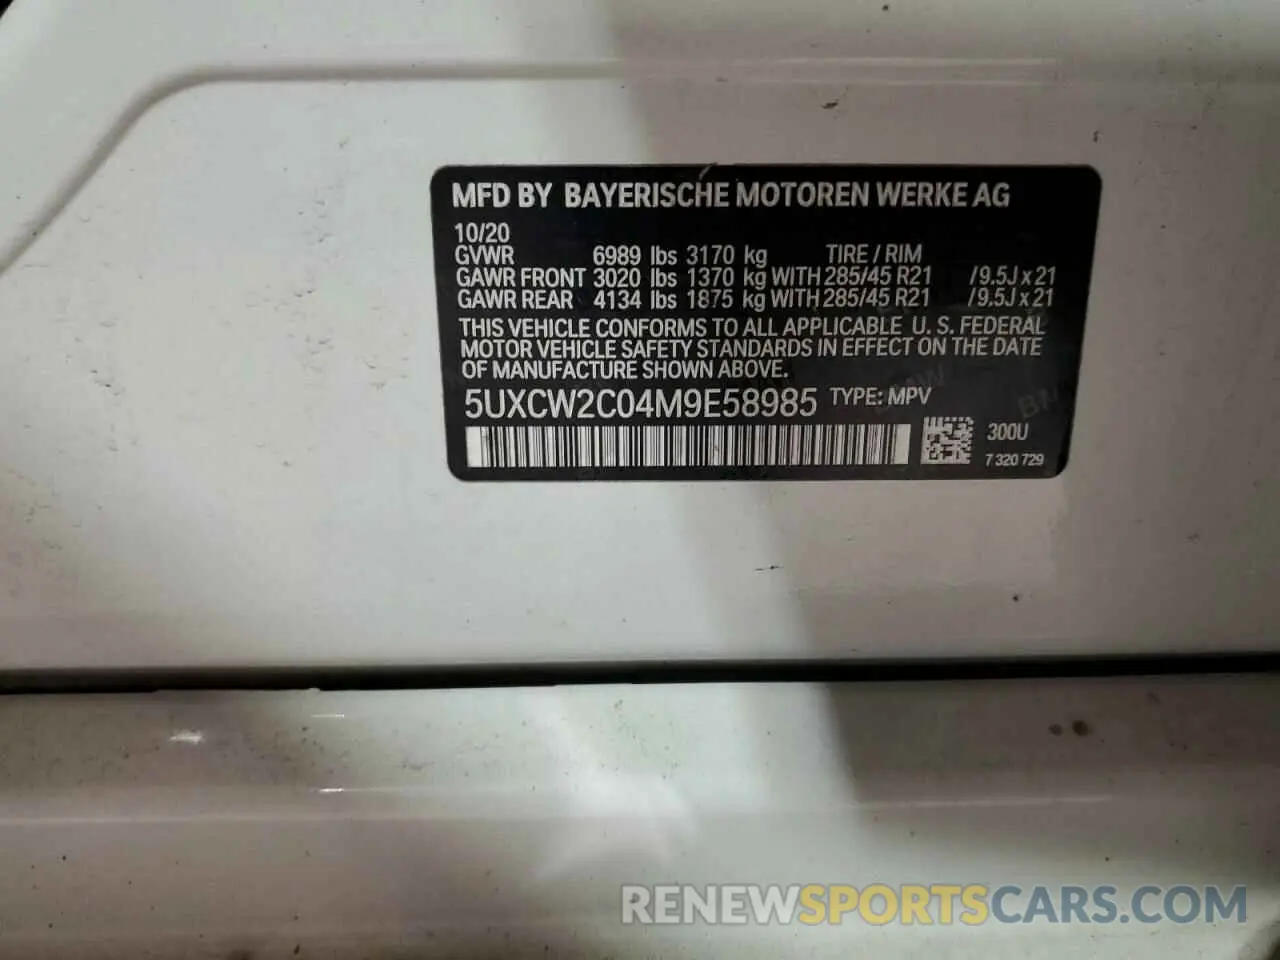 MFD BY BAYERISCHE MOTOREN WERKE AG
10/20
GVWR 6989 lbs 3170 kg TIRE / RIM
GAWR FRONT 3020 lbs 1370 kg WITH 285/45 R21 /9.5J x 21
GAWR REAR 4134 lbs 1875 kg WITH 285/45 R21 /9.5J x 21
THIS VEHICLE CONFORMS TO ALL APPLICABLE U. S. FEDERAL
MOTOR VEHICLE SAFETY STANDARDS IN EFFECT ON THE DATE
OF MANUFACTURE SHOWN ABOVE.
5UXCW2C04M9E58985 TYPE: MPV
300U
7 320 729
RENEWSPORTSCARS.COM